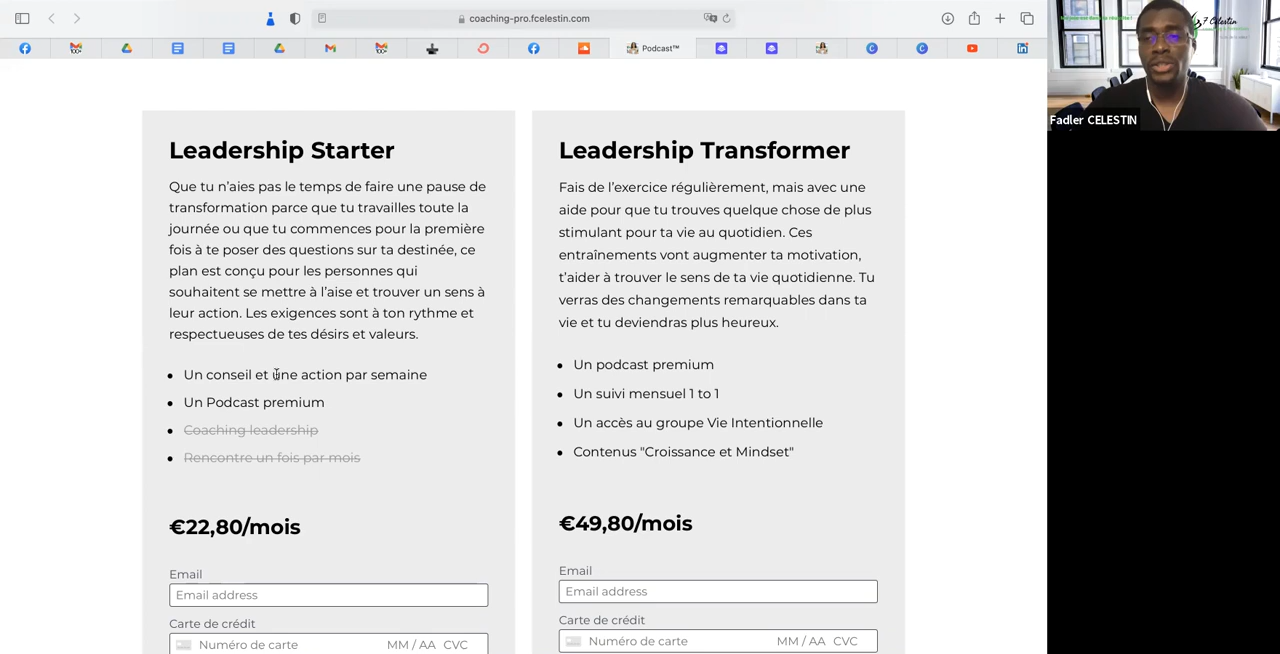 coaching-pro.fcelestin.com
Podcast™
Fadler CELESTIN
Leadership Starter
Que tu n’aies pas le temps de faire une pause de
transformation parce que tu travailles toute la
journée ou que tu commences pour la première
fois à te poser des questions sur ta destinée, ce
plan est conçu pour les personnes qui
souhaitent se mettre à l’aise et trouver un sens à
leur action. Les exigences sont à ton rythme et
respectueuses de tes désirs et valeurs.
Un conseil et une action par semaine
Un Podcast premium
Coaching leadership
Rencontre un fois par mois
€22,80/mois
Email
Email address
Carte de crédit
Numéro de carte MM / AA CVC
Leadership Transformer
Fais de l’exercice régulièrement, mais avec une
aide pour que tu trouves quelque chose de plus
stimulant pour ta vie au quotidien. Ces
entraînements vont augmenter ta motivation,
t’aider à trouver le sens de ta vie quotidienne. Tu
verras des changements remarquables dans ta
vie et tu deviendras plus heureux.
Un podcast premium
Un suivi mensuel 1 to 1
Un accès au groupe Vie Intentionnelle
Contenus "Croissance et Mindset"
€49,80/mois
Email
Email address
Carte de crédit
Numéro de carte MM / AA CVC